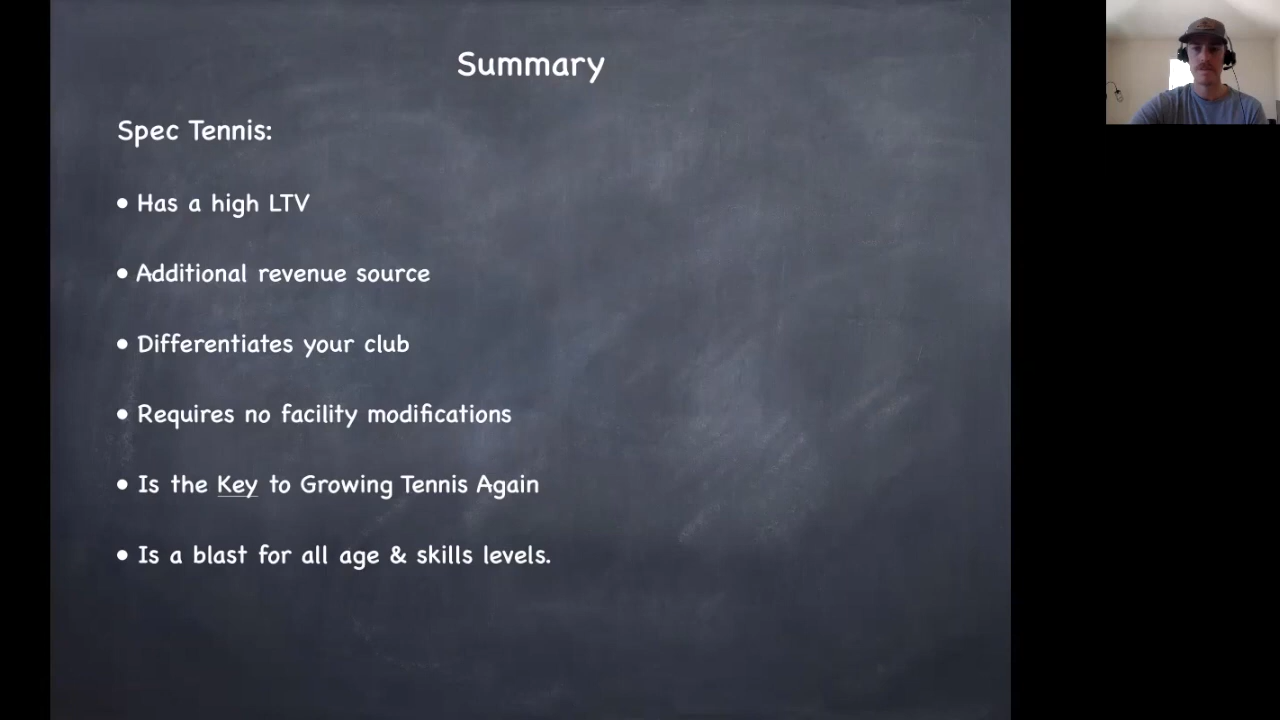 Summary
Spec Tennis:
• Has a high LTV
• Additional revenue source
• Differentiates your club
• Requires no facility modifications
• Is the Key to Growing Tennis Again
• Is a blast for all age & skills levels.